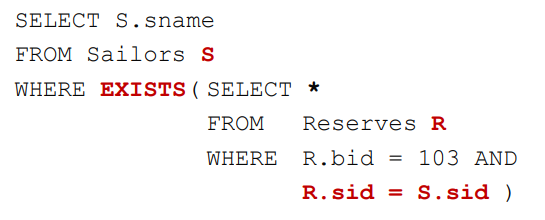 SELECT S.sname
FROM Sailors S
WHERE EXISTS( SELECT *
FROM Reserves R
WHERE R.bid = 103 AND
R.sid = S.sid )